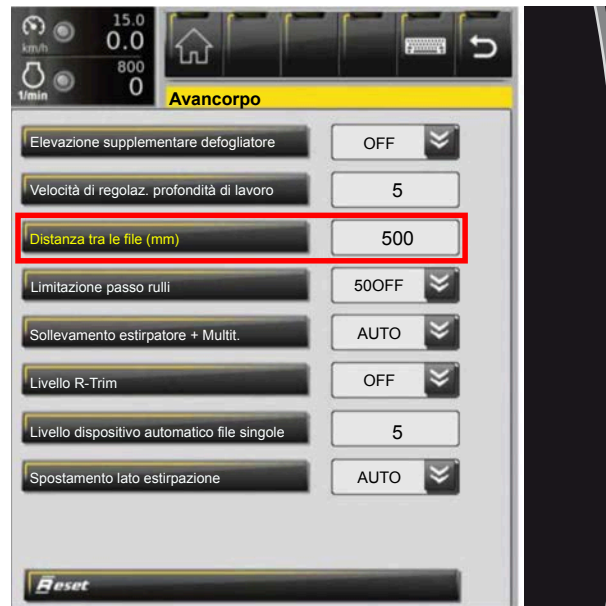 15.0
km/h 0.0
800
1/min 0
Avancorpo
Elevazione supplementare defogliatore OFF
Velocità di regolaz. profondità di lavoro 5
Distanza tra le file (mm) 500
Limitazione passo rulli 50OFF
Sollevamento estirpatore + Multit. AUTO
Livello R-Trim OFF
Livello dispositivo automatico file singole 5
Spostamento lato estirpazione AUTO
Reset